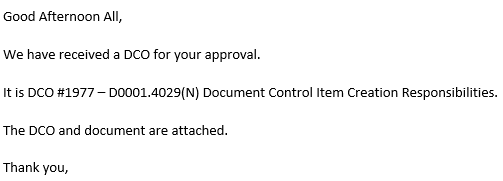 Good Afternoon All,
We have received a DCO for your approval.
It is DCO #1977 – D0001.4029(N) Document Control Item Creation Responsibilities.
The DCO and document are attached.
Thank you,